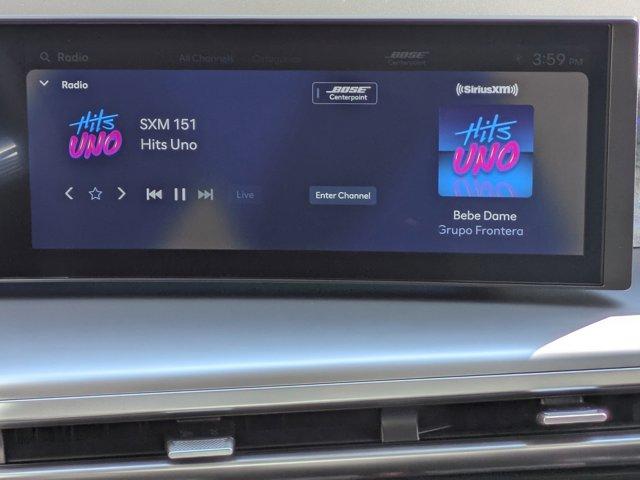 Radio
All Channels
Categories
BOSE
Centerpoint
3:59 PM
Radio
BOSE
Centerpoint
SiriusXM
Hits
UNO
SXM 151
Hits Uno
Live
Enter Channel
Hits
UNO
Bebe Dame
Grupo Frontera